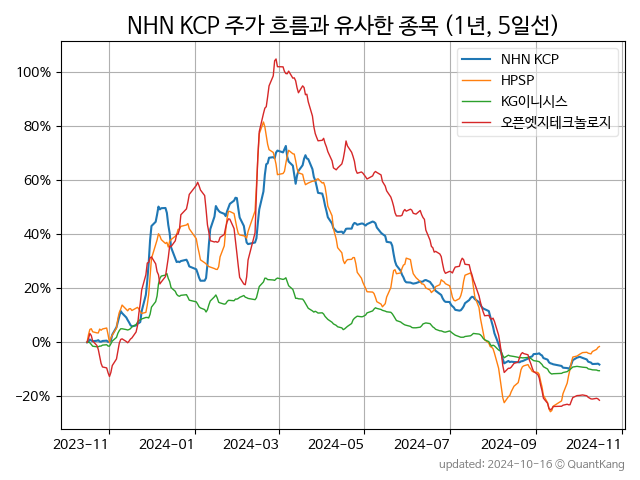 NHN KCP 주가 흐름과 유사한 종목 (1년, 5일선)
NHN KCP
HPSP
KG이니시스
오픈엣지테크놀로지
100%
80%
60%
40%
20%
0%
−20%
2023-11
2024-01
2024-03
2024-05
2024-07
2024-09
2024-11
updated: 2024-10-16 © QuantKang